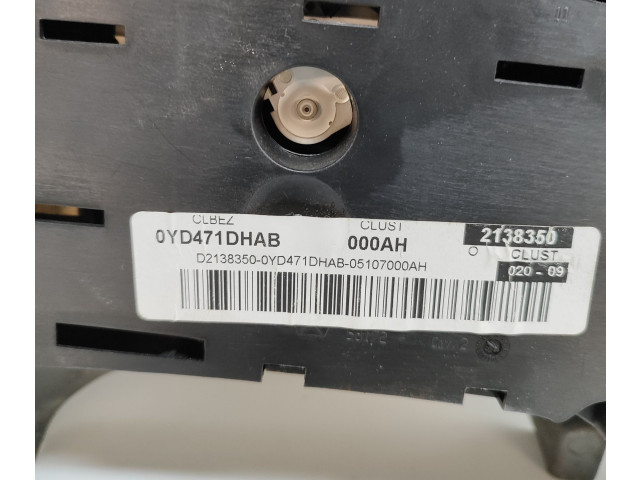 CLBEZ CLUST 2138350
0YD471DHAB 000AH CLUST
D2138350-0YD471DHAB-05107000AH 020 - 09